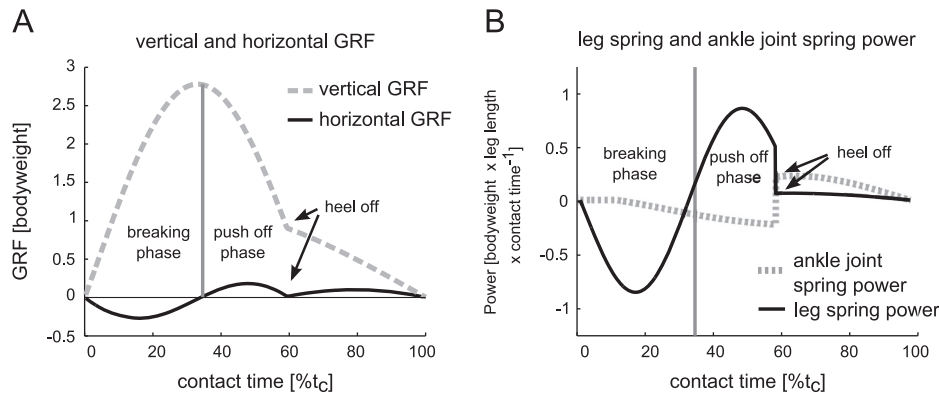 A
vertical and horizontal GRF
GRF [bodyweight]
3
2.5
2
1.5
1
0.5
0
-0.5
vertical GRF
horizontal GRF
breaking
phase
push off
phase
heel off
0 20 40 60 80 100
contact time [%tc]
B
leg spring and ankle joint spring power
Power [bodyweight x leg length
x contact time-1]
1
0.5
0
-0.5
-1
breaking
phase
push off
phase
heel off
ankle joint
spring power
leg spring power
0 20 40 60 80 100
contact time [%tc]